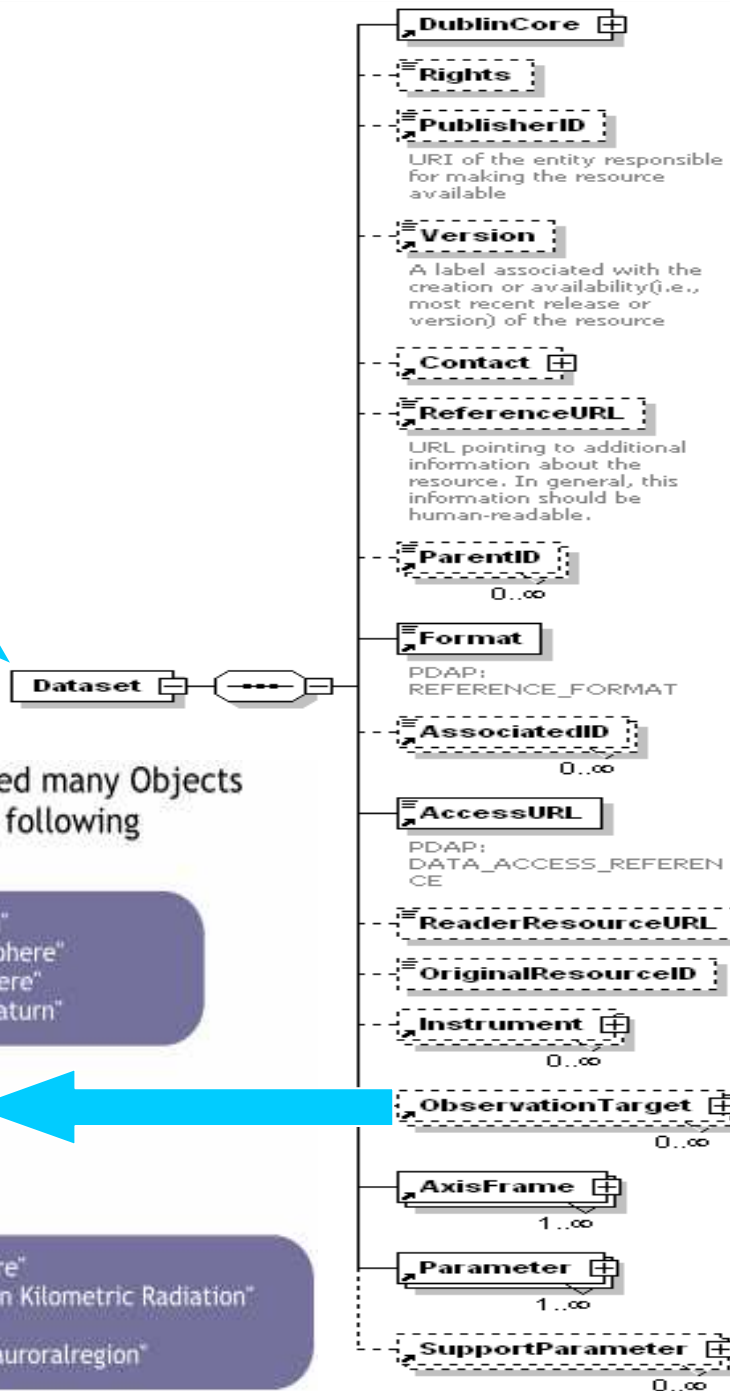 DublinCore
Rights
PublisherID
URI of the entity responsible
for making the resource
available
Version
A label associated with the
creation or availability(i.e.,
most recent release or
version) of the resource
Contact
ReferenceURL
URL pointing to additional
information about the
resource. In general, this
information should be
human-readable.
ParentID
0..∞
Format
PDAP:
REFERENCE_FORMAT
Dataset
AssociatedID
0..∞
AccessURL
PDAP:
DATA_ACCESS_REFEREN
CE
ReaderResourceURL
OriginalResourceID
Instrument
0..∞
ObservationTarget
0..∞
AxisFrame
1..∞
Parameter
1..∞
SupportParameter
0..∞
many Objects
following
Kilometric Radiation"
auroralregion"